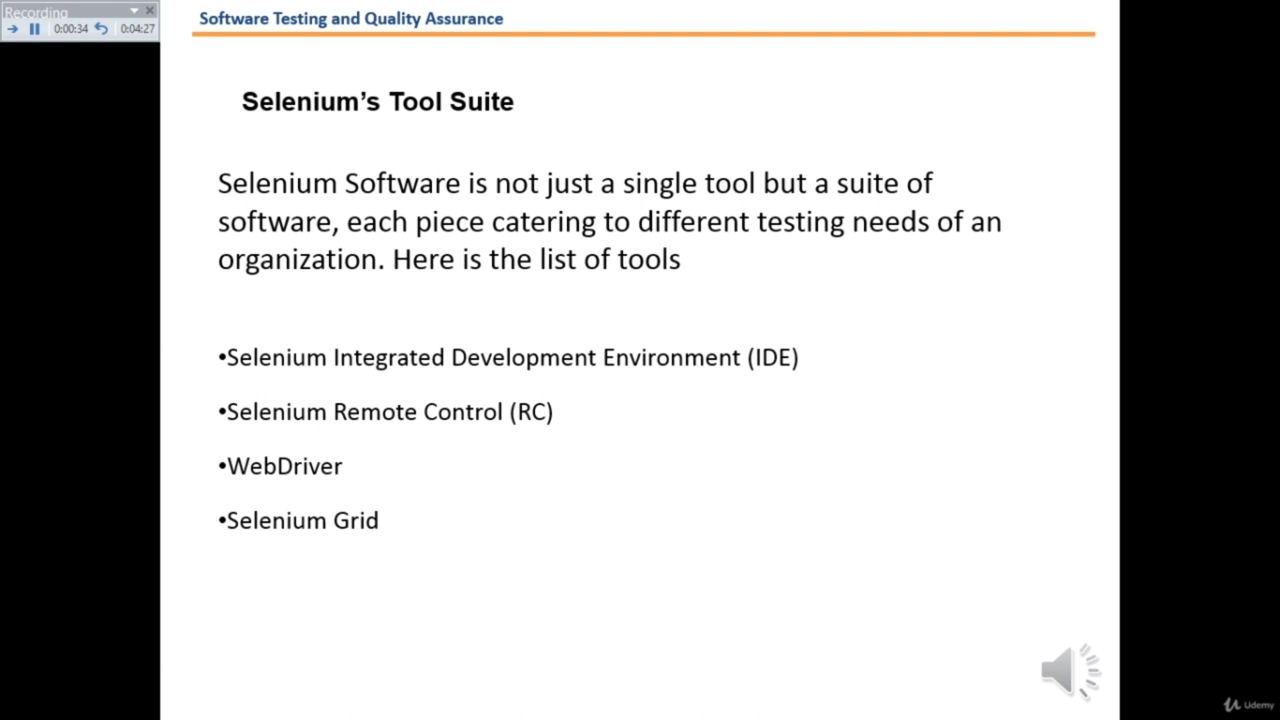 Recording
0:00:34 0:04:27
Software Testing and Quality Assurance
Selenium’s Tool Suite
Selenium Software is not just a single tool but a suite of
software, each piece catering to different testing needs of an
organization. Here is the list of tools
•Selenium Integrated Development Environment (IDE)
•Selenium Remote Control (RC)
•WebDriver
•Selenium Grid
Udemy